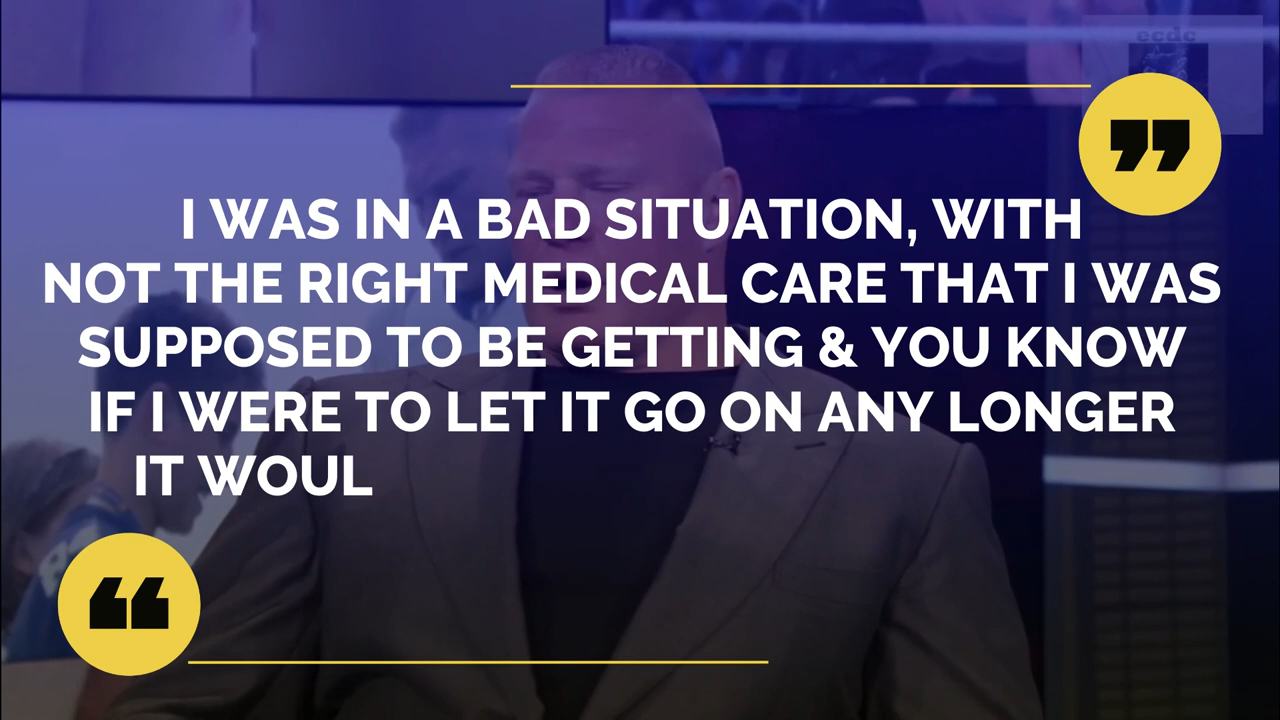 ecdc
I WAS IN A BAD SITUATION, WITH
NOT THE RIGHT MEDICAL CARE THAT I WAS
SUPPOSED TO BE GETTING & YOU KNOW
IF I WERE TO LET IT GO ON ANY LONGER
IT WOUL